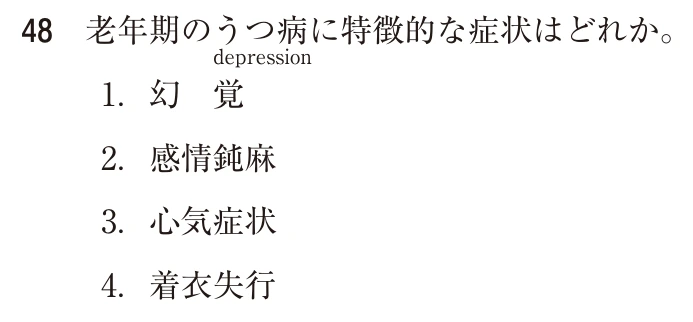 48 老年期のうつ病に特徴的な症状はどれか。
depression
1. 幻　覚
2. 感情鈍麻
3. 心気症状
4. 着衣失行